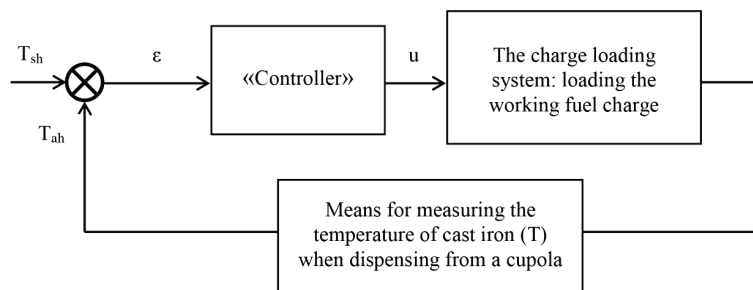 T_sh
ε
«Controller»
u
The charge loading
system: loading the
working fuel charge
T_ah
Means for measuring the
temperature of cast iron (T)
when dispensing from a cupola